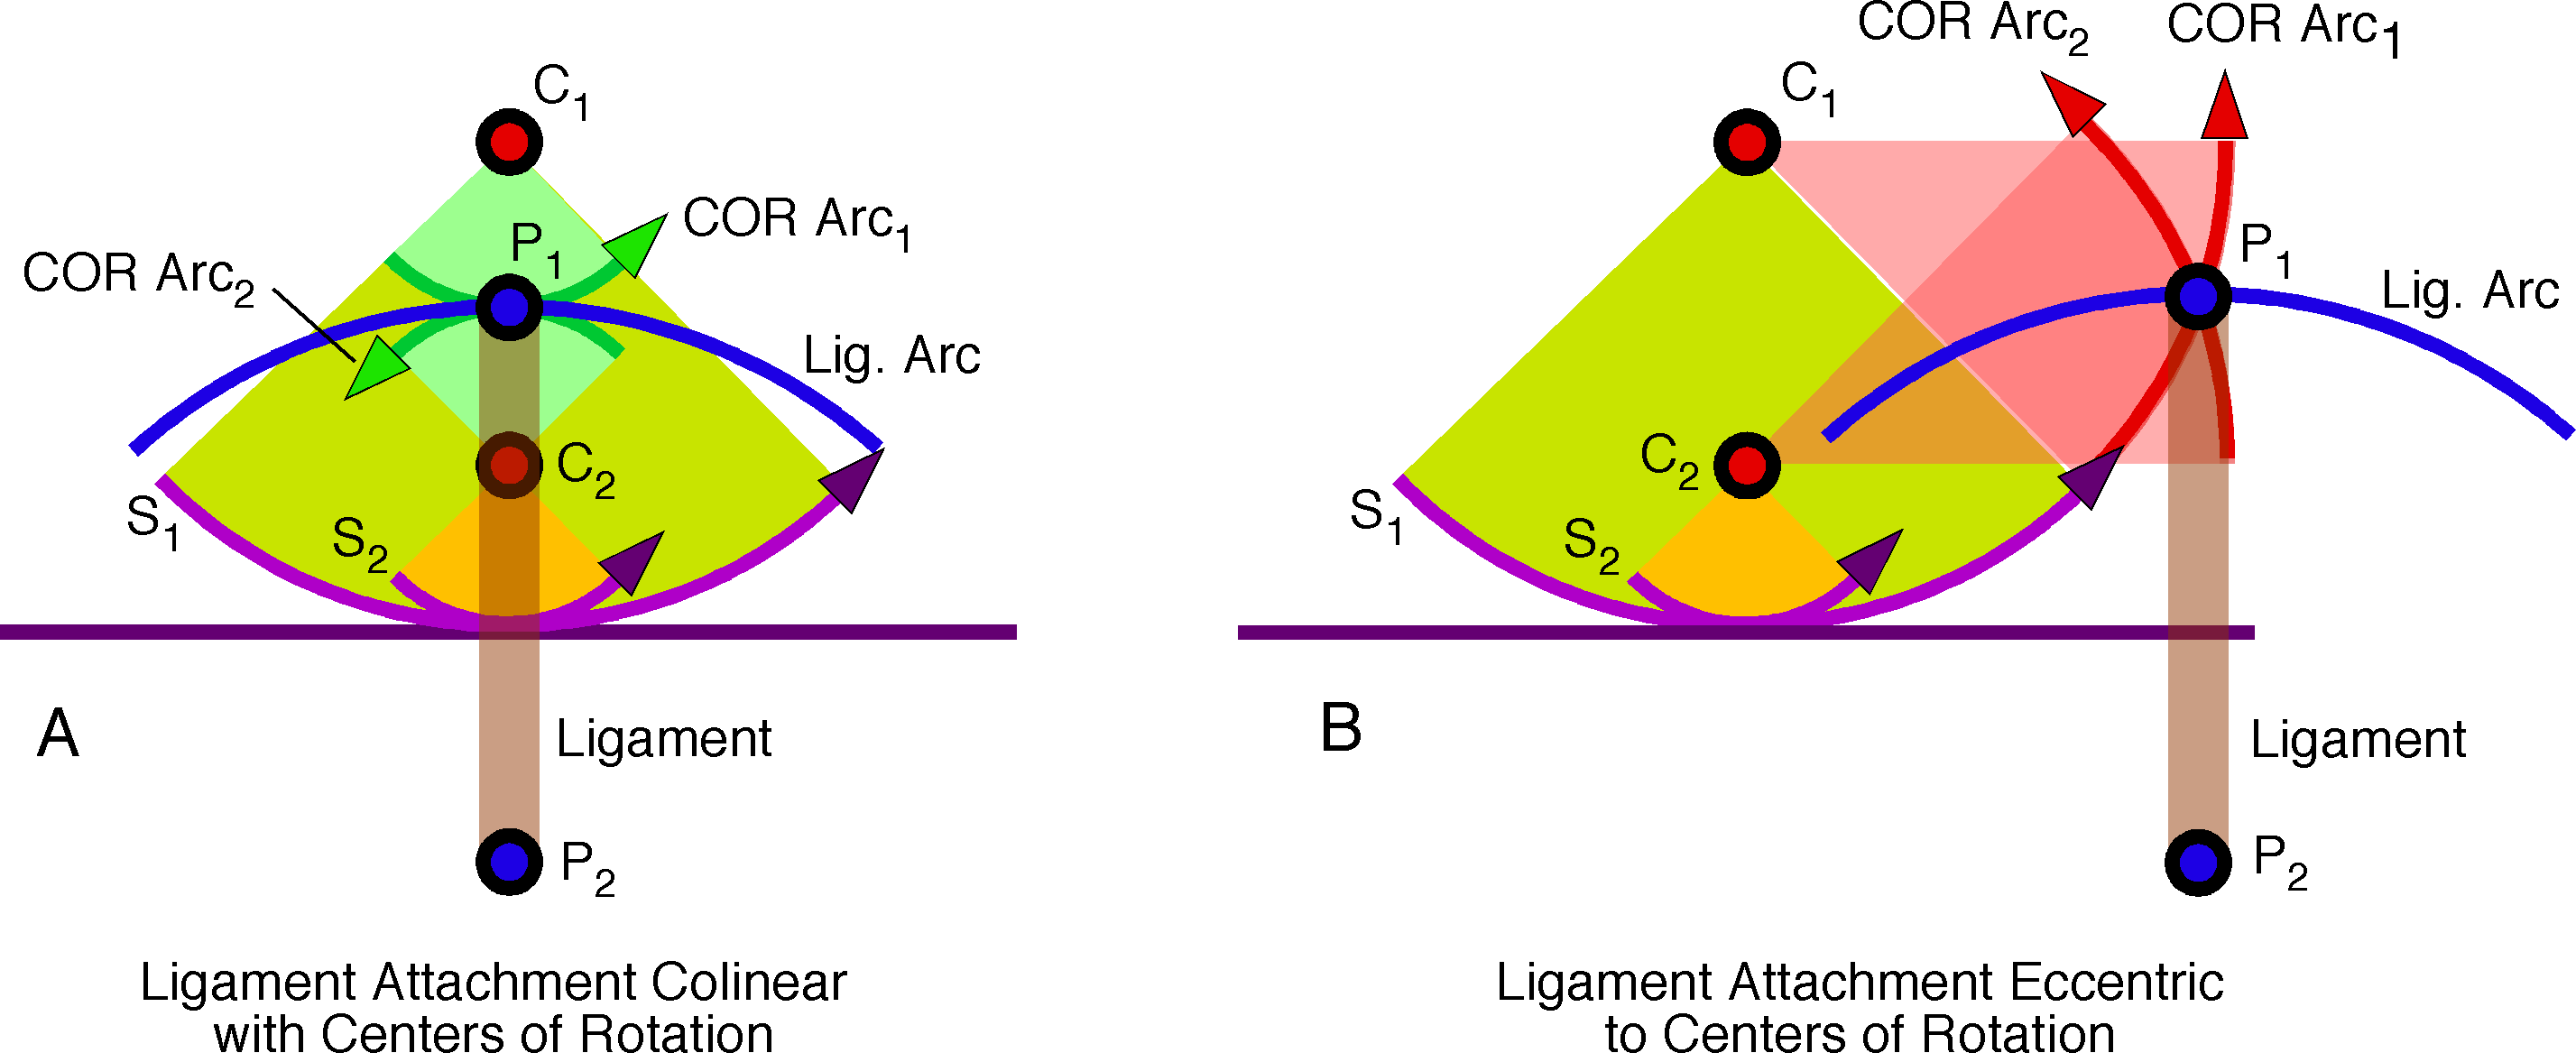 C1
P1
COR Arc1
COR Arc2
Lig. Arc
C2
S1
S2
A
Ligament
P2
Ligament Attachment Colinear
with Centers of Rotation
COR Arc2
COR Arc1
C1
P1
Lig. Arc
C2
S1
S2
B
Ligament
P2
Ligament Attachment Eccentric
to Centers of Rotation